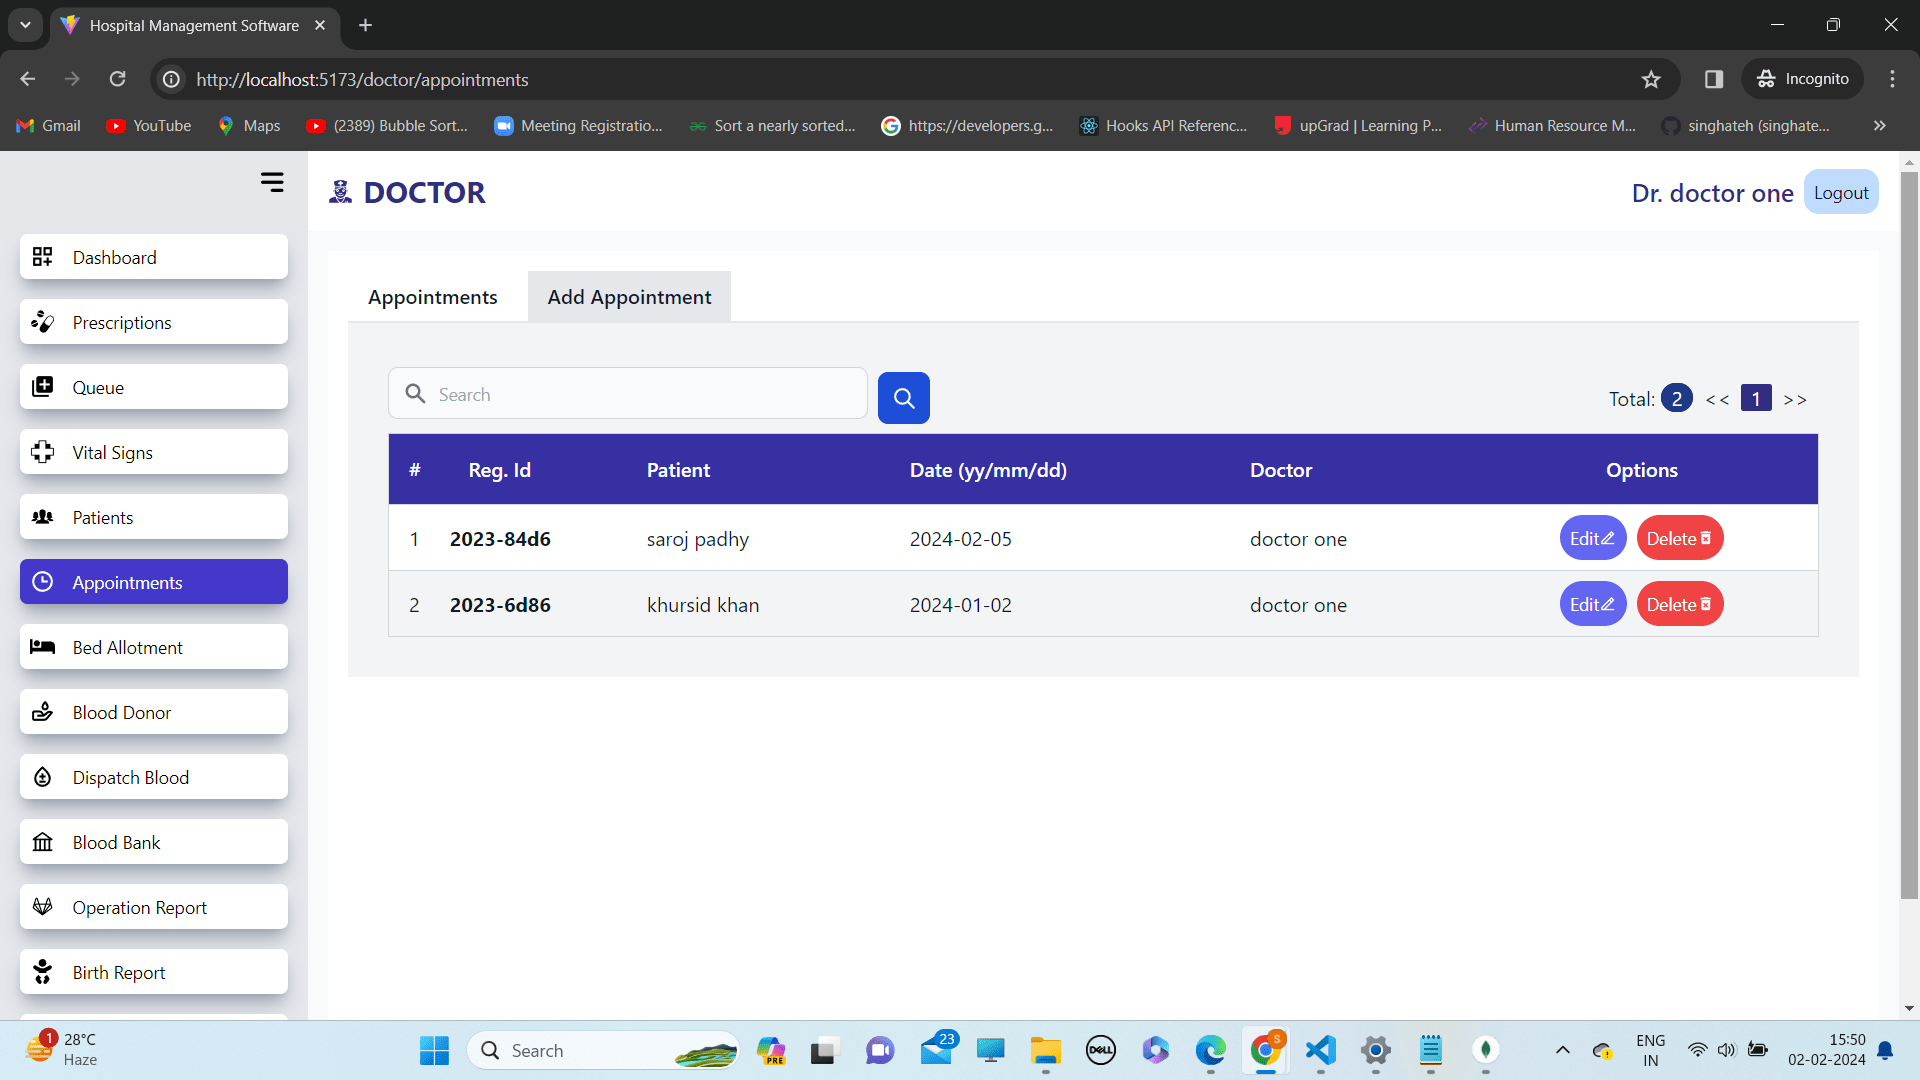 Hospital Management Software
http://localhost:5173/doctor/appointments
Incognito
Gmail
YouTube
Maps
(2389) Bubble Sort...
Meeting Registratio...
Sort a nearly sorted...
https://developers.g...
Hooks API Referenc...
upGrad | Learning P...
Human Resource M...
singhateh (singhate...
DOCTOR
Dr. doctor one
Logout
Dashboard
Prescriptions
Queue
Vital Signs
Patients
Appointments
Bed Allotment
Blood Donor
Dispatch Blood
Blood Bank
Operation Report
Birth Report
Appointments
Add Appointment
Search
Total: 2 << 1 >>
# Reg. Id Patient Date (yy/mm/dd) Doctor Options
1 2023-84d6 saroj padhy 2024-02-05 doctor one Edit Delete
2 2023-6d86 khursid khan 2024-01-02 doctor one Edit Delete
1
28°C
Haze
Search
PRE
23
DELL
S
ENG
IN
15:50
02-02-2024